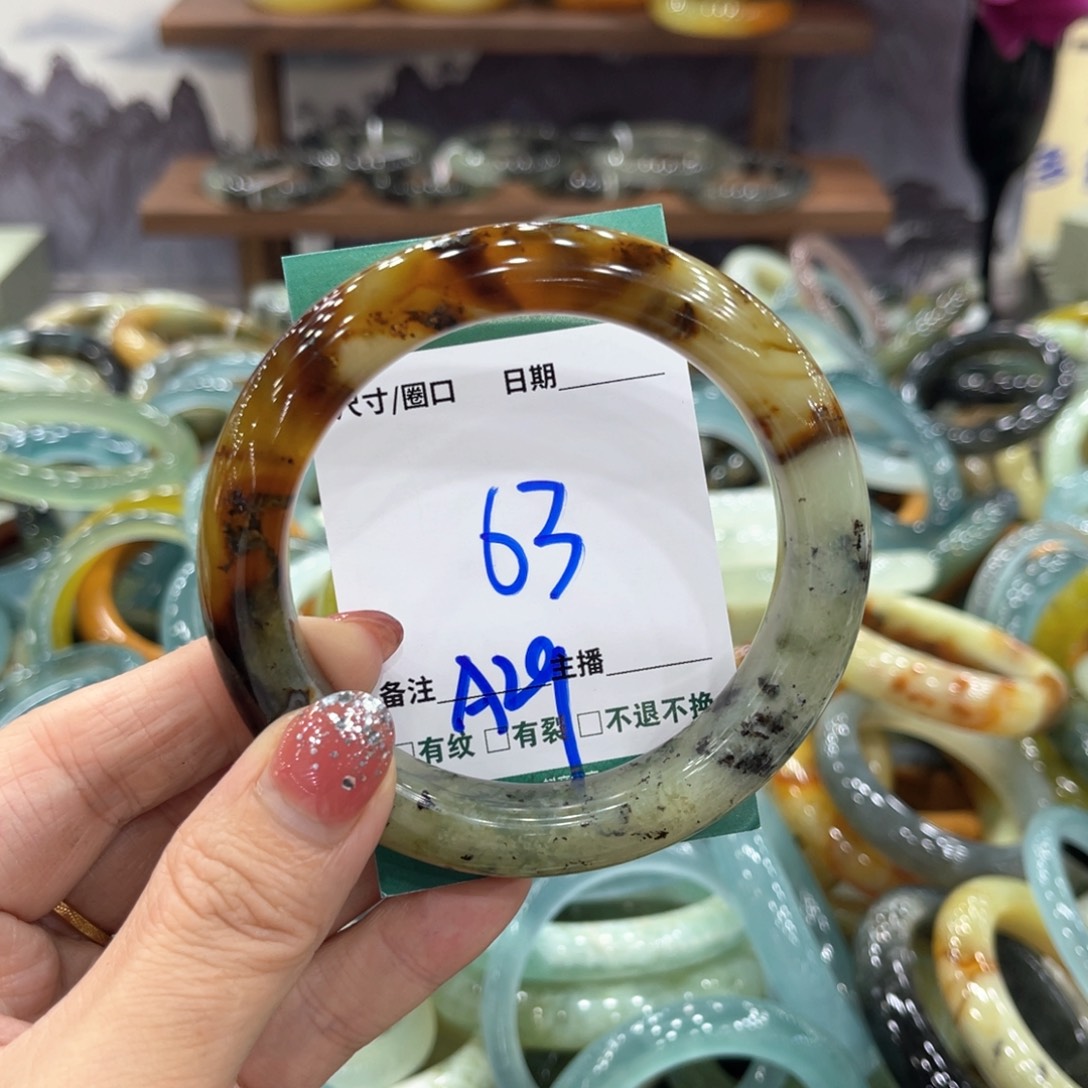 尺寸/圈口 日期
63
备注 A29 主播
□有纹 □有裂 □不退不换